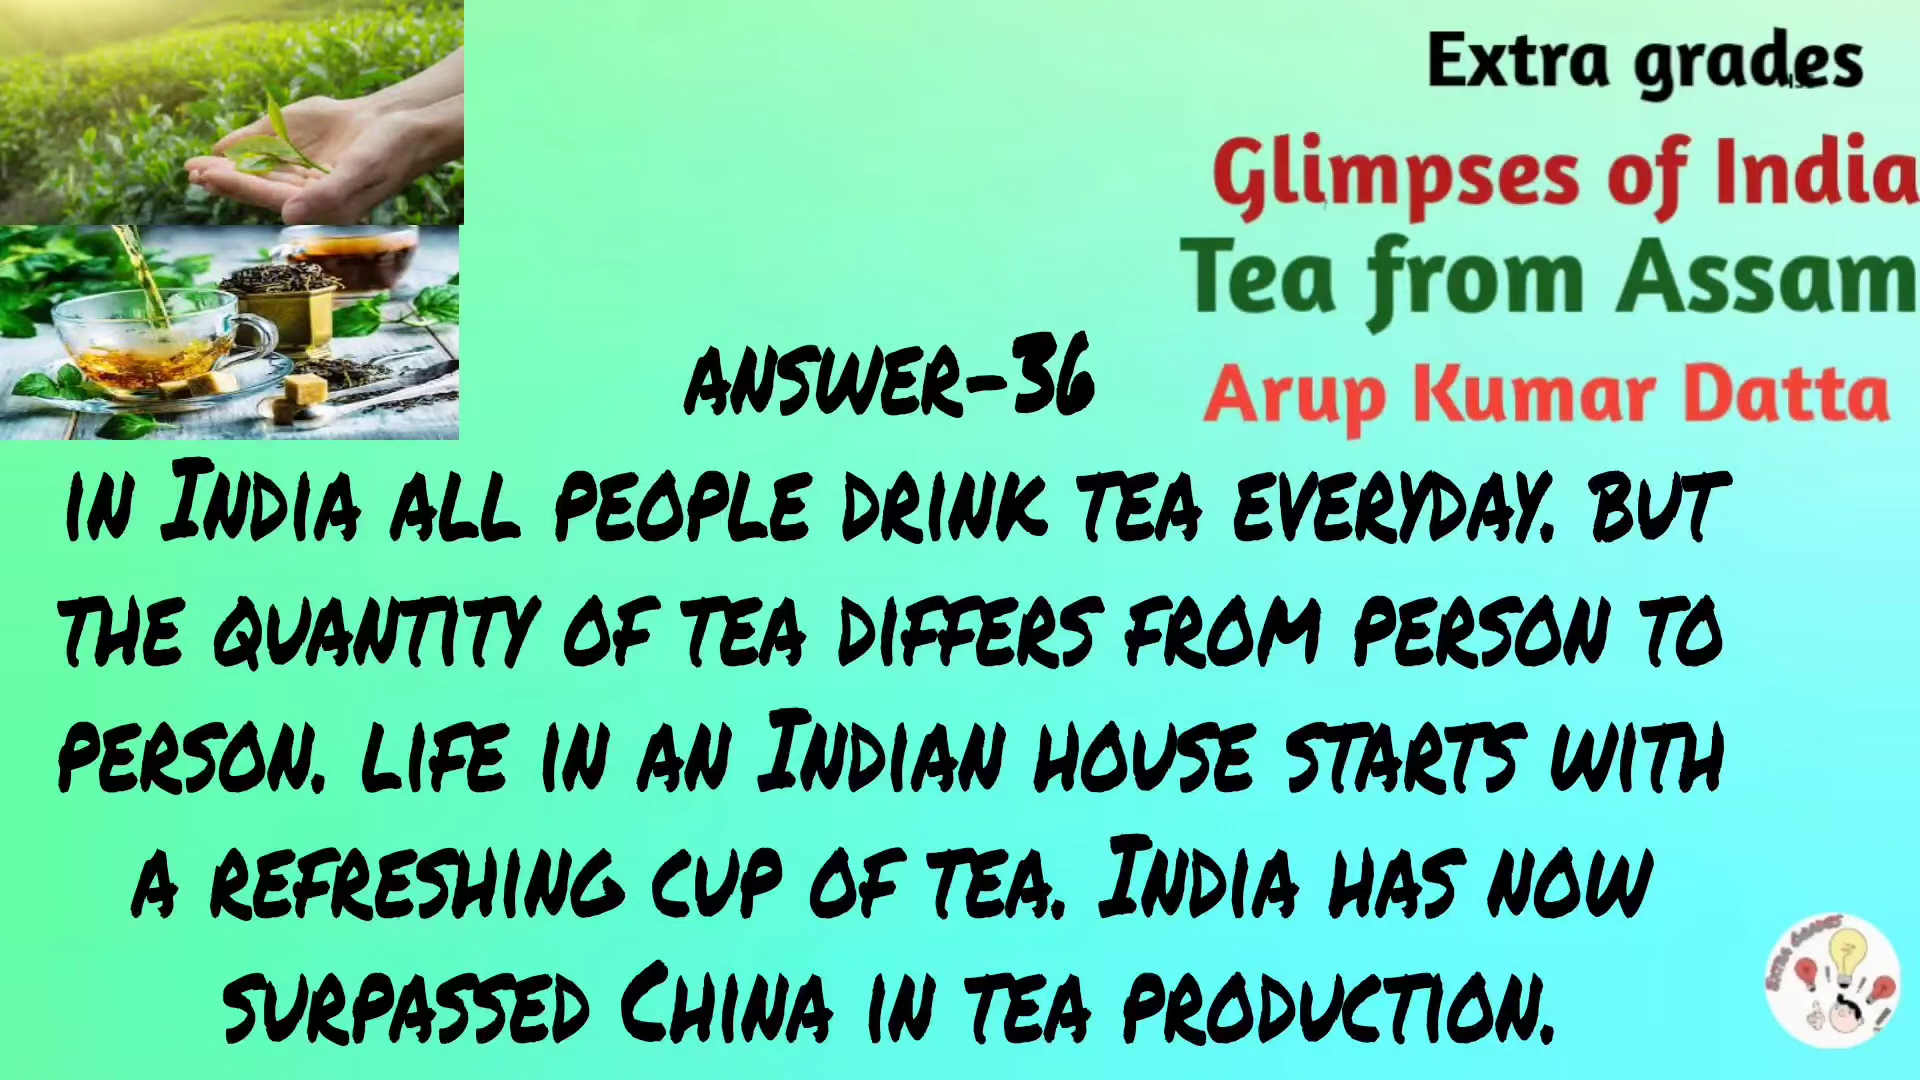 Extra grades
Glimpses of India
Tea from Assam
Arup Kumar Datta
ANSWER-36
IN INDIA ALL PEOPLE DRINK TEA EVERYDAY. BUT
THE QUANTITY OF TEA DIFFERS FROM PERSON TO
PERSON. LIFE IN AN INDIAN HOUSE STARTS WITH
A REFRESHING CUP OF TEA. INDIA HAS NOW
SURPASSED CHINA IN TEA PRODUCTION.
EXTRA GRADES